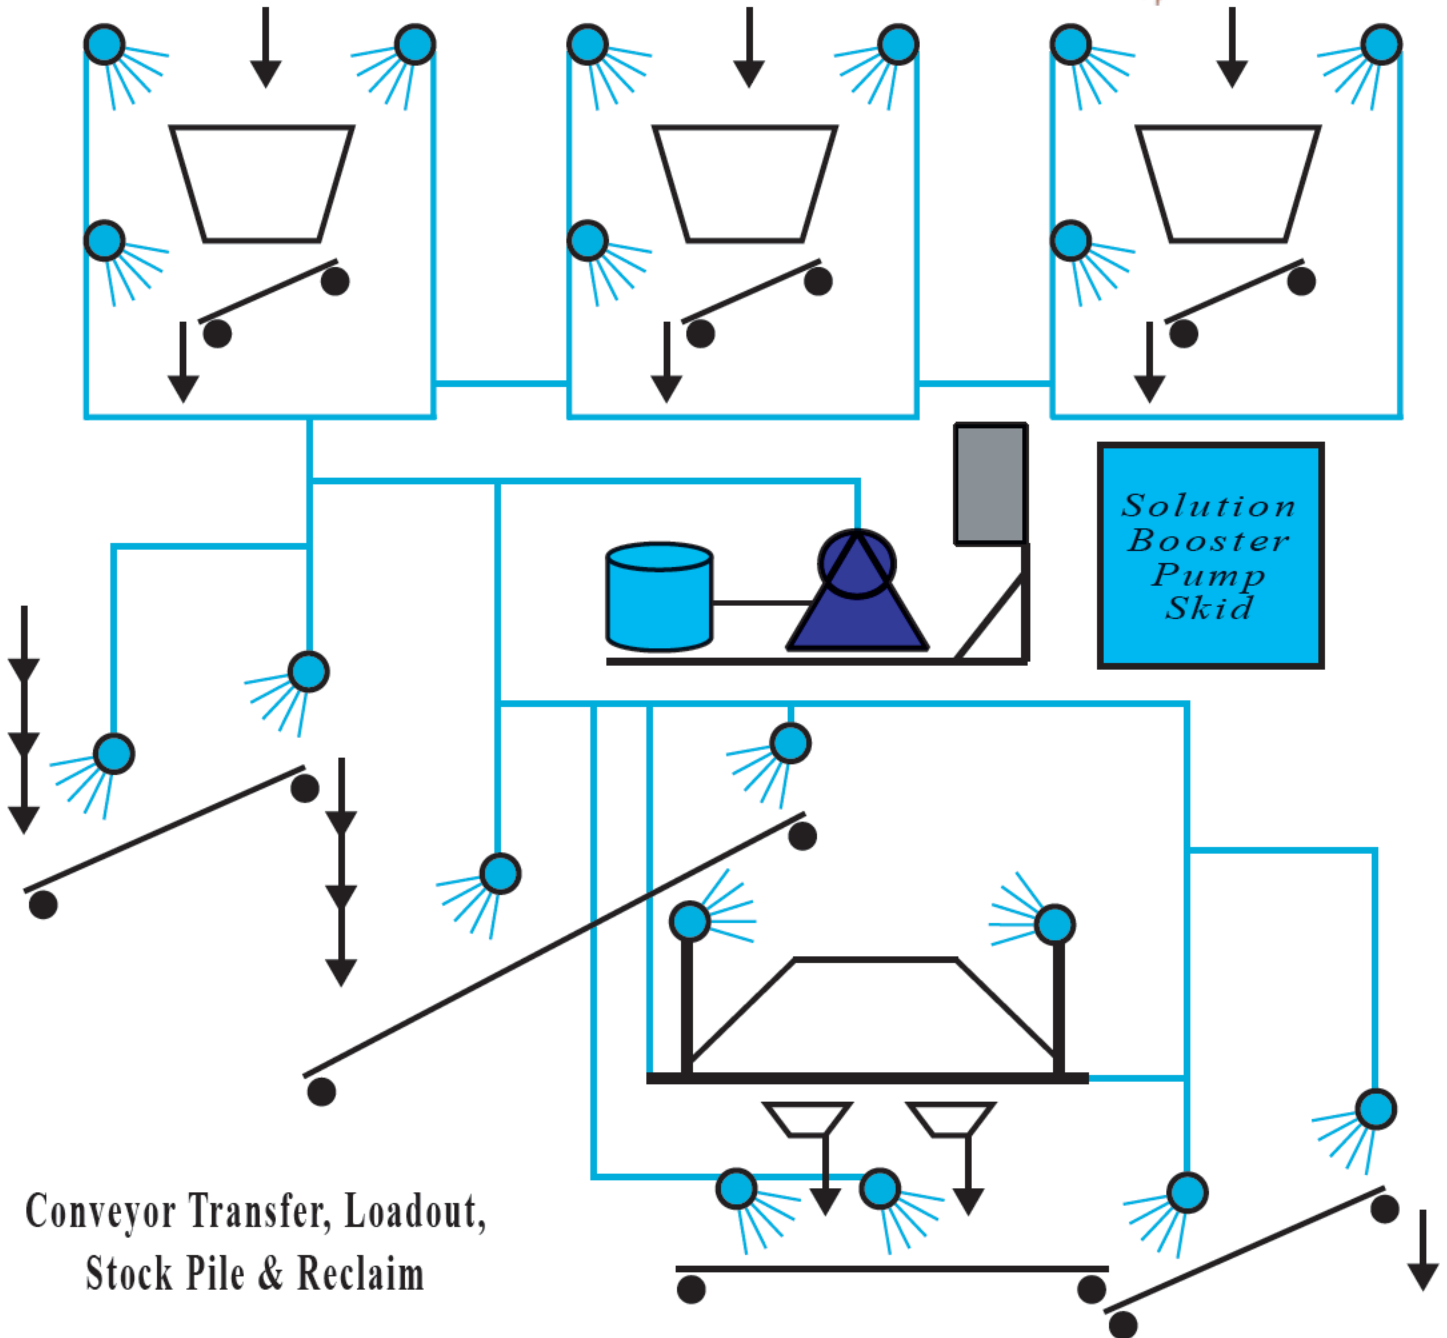 Solution
Booster
Pump
Skid
Conveyor Transfer, Loadout,
Stock Pile & Reclaim